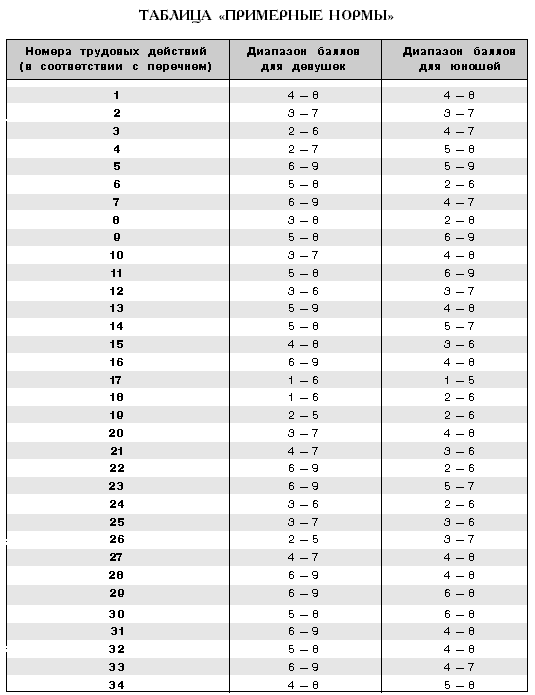 ТАБЛИЦА «ПРИМЕРНЫЕ НОРМЫ»
Номера трудовых действий (в соответствии с перечнем) Диапазон баллов для девушек Диапазон баллов для юношей
1 4 – 8 4 – 8
2 3 – 7 3 – 7
3 2 – 6 4 – 7
4 2 – 7 5 – 8
5 6 – 9 5 – 9
6 5 – 8 2 – 6
7 6 – 9 4 – 7
8 3 – 8 2 – 8
9 5 – 8 6 – 9
10 3 – 7 4 – 8
11 5 – 8 6 – 9
12 3 – 6 3 – 7
13 5 – 9 4 – 8
14 5 – 8 5 – 7
15 4 – 8 3 – 6
16 6 – 9 4 – 8
17 1 – 6 1 – 5
18 1 – 6 2 – 6
19 2 – 5 2 – 6
20 3 – 7 4 – 8
21 4 – 7 3 – 6
22 6 – 9 2 – 6
23 6 – 9 5 – 7
24 3 – 6 2 – 6
25 3 – 7 3 – 6
26 2 – 5 3 – 7
27 4 – 7 4 – 8
28 6 – 9 4 – 8
29 6 – 9 6 – 8
30 5 – 8 6 – 8
31 6 – 9 4 – 8
32 5 – 8 4 – 8
33 6 – 9 4 – 7
34 4 – 8 5 – 8